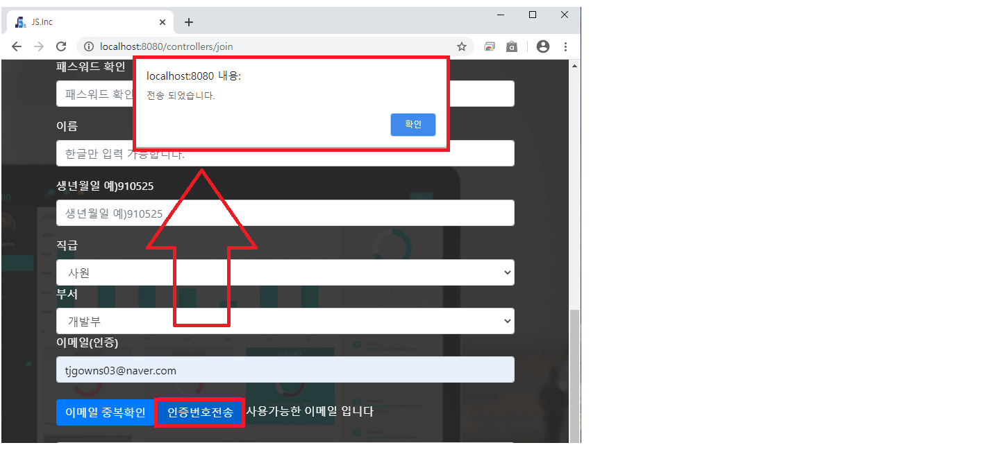 JS.Inc
localhost:8080/controllers/join
패스워드 확인
localhost:8080 내용:
전송 되었습니다.
확인
패스워드 확인
이름
한글만 입력 가능합니다.
생년월일 예)910525
생년월일 예)910525
직급
사원
부서
개발부
이메일(인증)
tjgowns03@naver.com
이메일 중복확인 인증번호전송 사용가능한 이메일 입니다